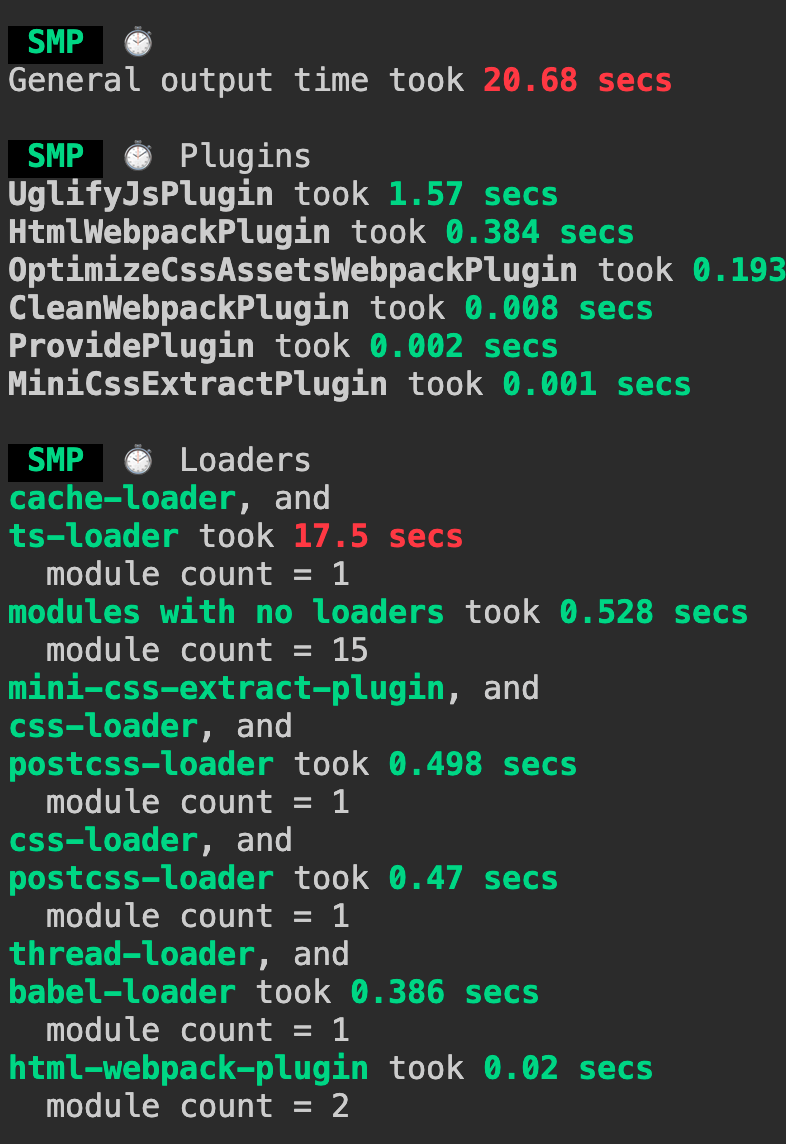 SMP ⏱
General output time took 20.68 secs
SMP ⏱ Plugins
UglifyJsPlugin took 1.57 secs
HtmlWebpackPlugin took 0.384 secs
OptimizeCssAssetsWebpackPlugin took 0.193
CleanWebpackPlugin took 0.008 secs
ProvidePlugin took 0.002 secs
MiniCssExtractPlugin took 0.001 secs
SMP ⏱ Loaders
cache-loader, and
ts-loader took 17.5 secs
module count = 1
modules with no loaders took 0.528 secs
module count = 15
mini-css-extract-plugin, and
css-loader, and
postcss-loader took 0.498 secs
module count = 1
css-loader, and
postcss-loader took 0.47 secs
module count = 1
thread-loader, and
babel-loader took 0.386 secs
module count = 1
html-webpack-plugin took 0.02 secs
module count = 2